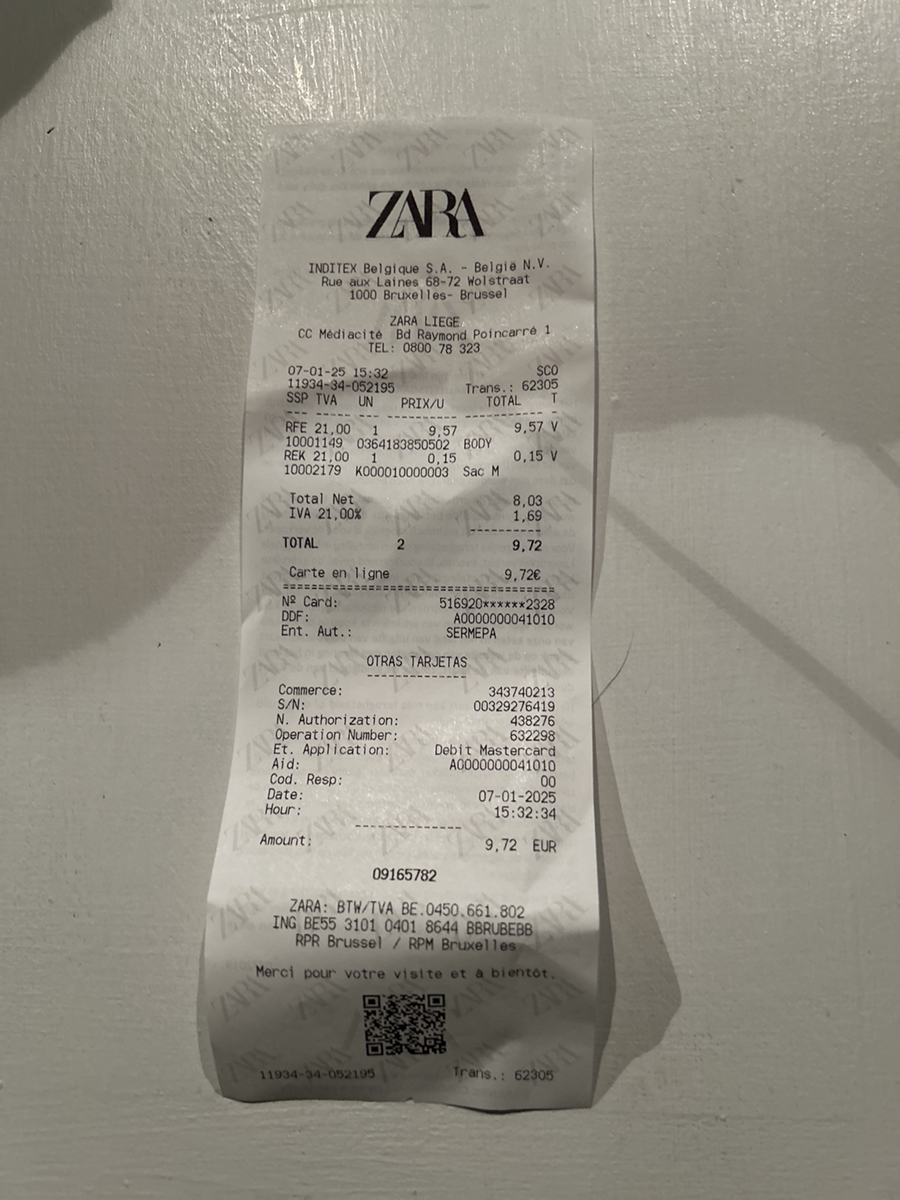 ZARA
INDITEX Belgique S.A. - België N.V.
Rue aux Laines 68-72 Wolstraat
1000 Bruxelles- Brussel
ZARA LIEGE
CC Médiacité Bd Raymond Poincarré 1
TEL: 0800 78 323
07-01-25 15:32 SCO
11934-34-052195 Trans.: 62305
SSP TVA UN PRIX/U TOTAL T
RFE 21,00 1 9,57 9,57 V
10001149 0364183850502 BODY
REK 21,00 1 0,15 0,15 V
10002179 K000010000003 Sac M
Total Net 8,03
IVA 21,00% 1,69
TOTAL 2 9,72
Carte en ligne 9,72€
Nº Card: 516920******2328
DDF: A0000000041010
Ent. Aut.: SERMEPA
OTRAS TARJETAS
Commerce: 343740213
S/N: 00329276419
N. Authorization: 438276
Operation Number: 632298
Et. Application: Debit Mastercard
Aid: A0000000041010
Cod. Resp: 00
Date: 07-01-2025
Hour: 15:32:34
Amount: 9,72 EUR
09165782
ZARA: BTW/TVA BE.0450.661.802
ING BE55 3101 0401 8644 BBRUBEBB
RPR Brussel / RPM Bruxelles
Merci pour votre visite et à bientôt.
11934-34-052195 Trans.: 62305